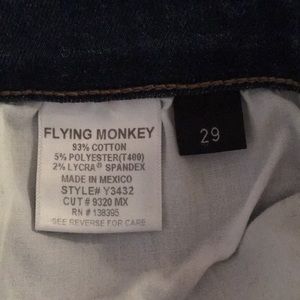 FLYING MONKEY
93% COTTON
5% POLYESTER(T400)
2% LYCRA® SPANDEX
MADE IN MEXICO
STYLE# Y3432
CUT # 9320 MX
RN # 138395
SEE REVERSE FOR CARE
29